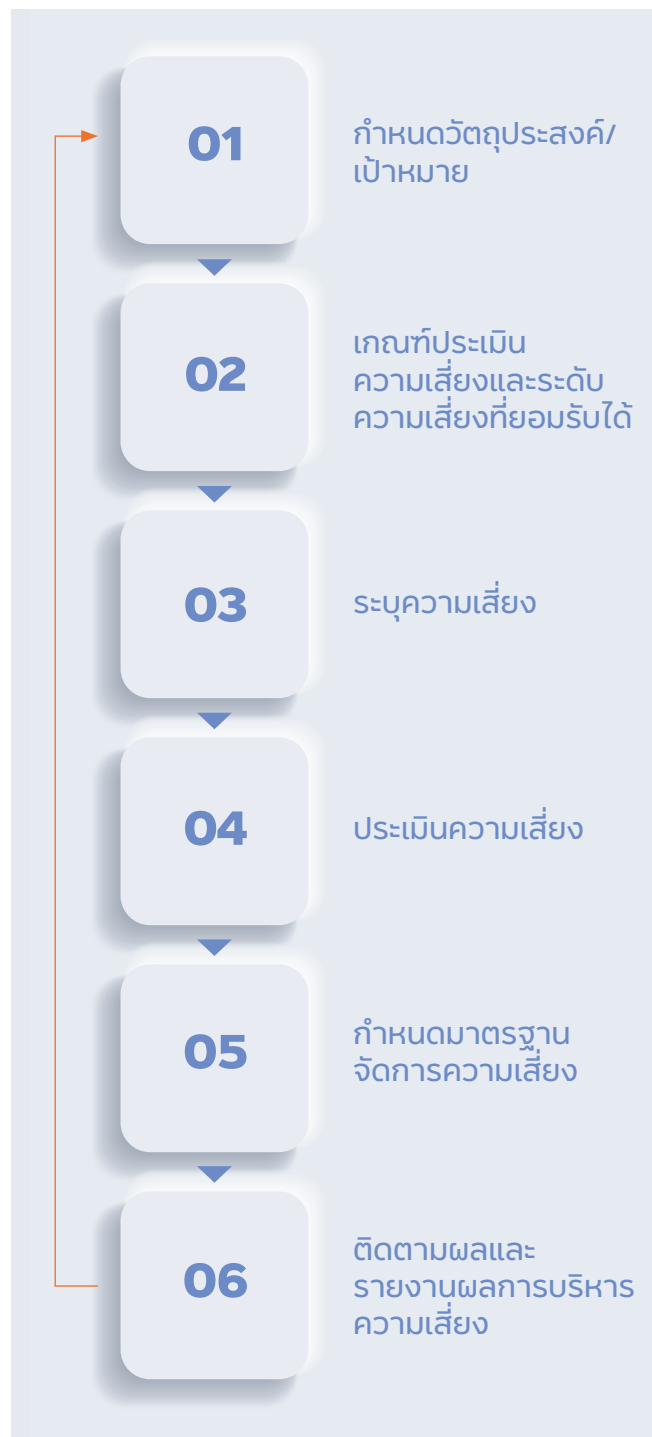 01
กำหนดวัตถุประสงค์/
เป้าหมาย
02
เกณฑ์ประเมิน
ความเสี่ยงและระดับ
ความเสี่ยงที่ยอมรับได้
03
ระบุความเสี่ยง
04
ประเมินความเสี่ยง
05
กำหนดมาตรฐาน
จัดการความเสี่ยง
06
ติดตามผลและ
รายงานผลการบริหาร
ความเสี่ยง